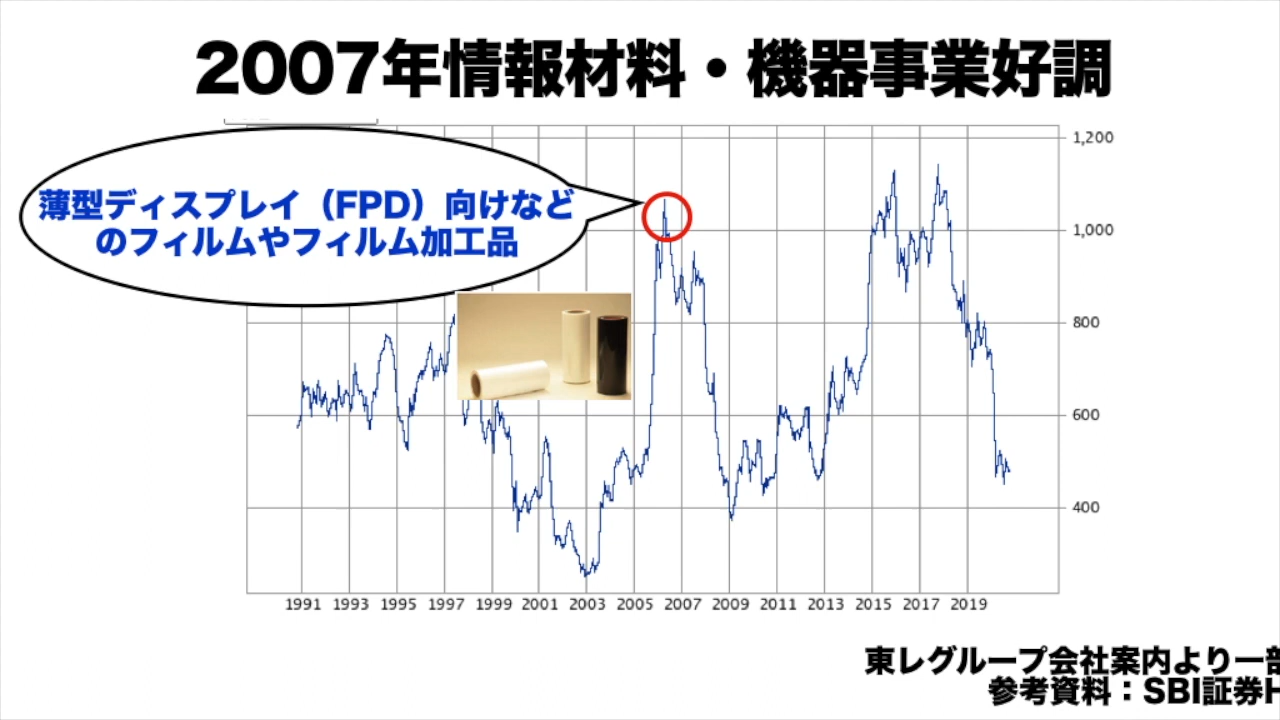 2007年情報材料・機器事業好調
薄型ディスプレイ（FPD）向けなど
のフィルムやフィルム加工品
1,200
1,000
800
600
400
1991 1993 1995 1997 1999 2001 2003 2005 2007 2009 2011 2013 2015 2017 2019
東レグループ会社案内より一部
参考資料：SBI証券H